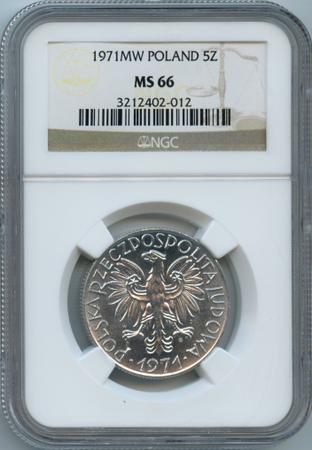 1971MW POLAND 5Z
MS 66
3212402-012
NGC
POLSKA RZECZPOSPOLITA LUDOWA
1971